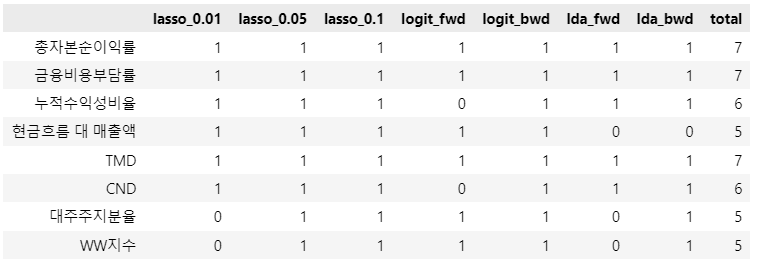 lasso_0.01 lasso_0.05 lasso_0.1 logit_fwd logit_bwd lda_fwd lda_bwd total
총자본순이익률 1 1 1 1 1 1 1 7
금융비용부담률 1 1 1 1 1 1 1 7
누적수익성비율 1 1 1 0 1 1 1 6
현금흐름 대 매출액 1 1 1 1 1 0 0 5
TMD 1 1 1 1 1 1 1 7
CND 1 1 1 0 1 1 1 6
대주주지분율 0 1 1 1 1 0 1 5
WW지수 0 1 1 1 1 0 1 5